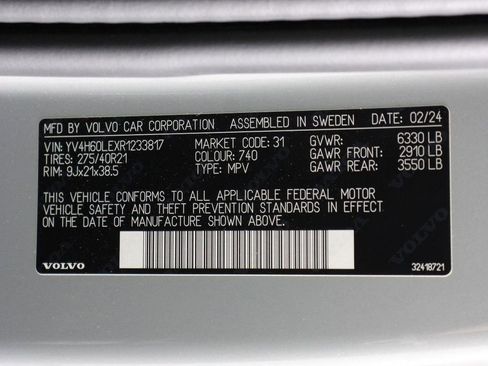 MFD BY VOLVO CAR CORPORATION ASSEMBLED IN SWEDEN DATE: 02/24
VIN: YV4H60LEXR1233817 MARKET CODE: 31 GVWR: 6330 LB
TIRES: 275/40R21 COLOUR: 740 GAWR FRONT: 2910 LB
RIM: 9Jx21x38.5 TYPE: MPV GAWR REAR: 3550 LB
THIS VEHICLE CONFORMS TO ALL APPLICABLE FEDERAL MOTOR
VEHICLE SAFETY AND THEFT PREVENTION STANDARDS IN EFFECT
ON THE DATE OF MANUFACTURE SHOWN ABOVE.
VOLVO 32418721